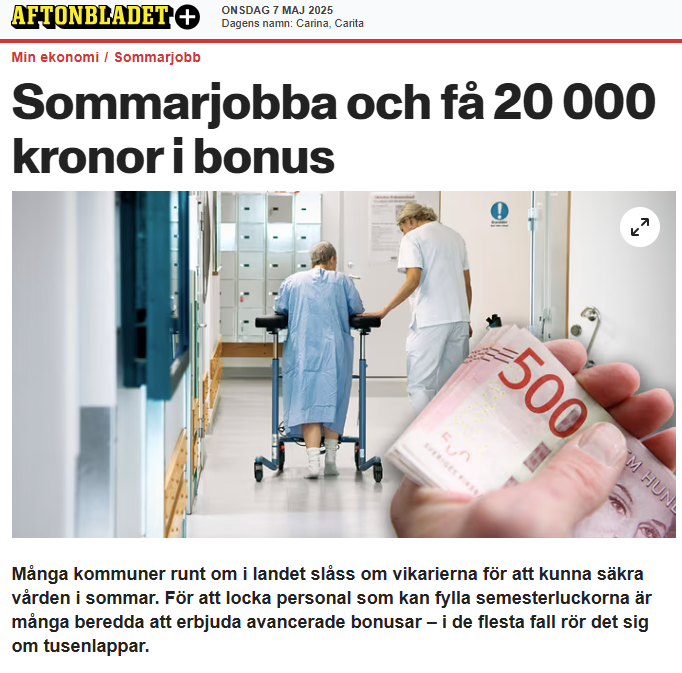 AFTONBLADET
ONSDAG 7 MAJ 2025
Dagens namn: Carina, Carita
Min ekonomi / Sommarjobb
Sommarjobba och få 20 000
kronor i bonus
500
SVERIGES RIKSB
Många kommuner runt om i landet slåss om vikarierna för att kunna säkra
vården i sommar. För att locka personal som kan fylla semesterluckorna är
många beredda att erbjuda avancerade bonusar – i de flesta fall rör det sig
om tusenlappar.